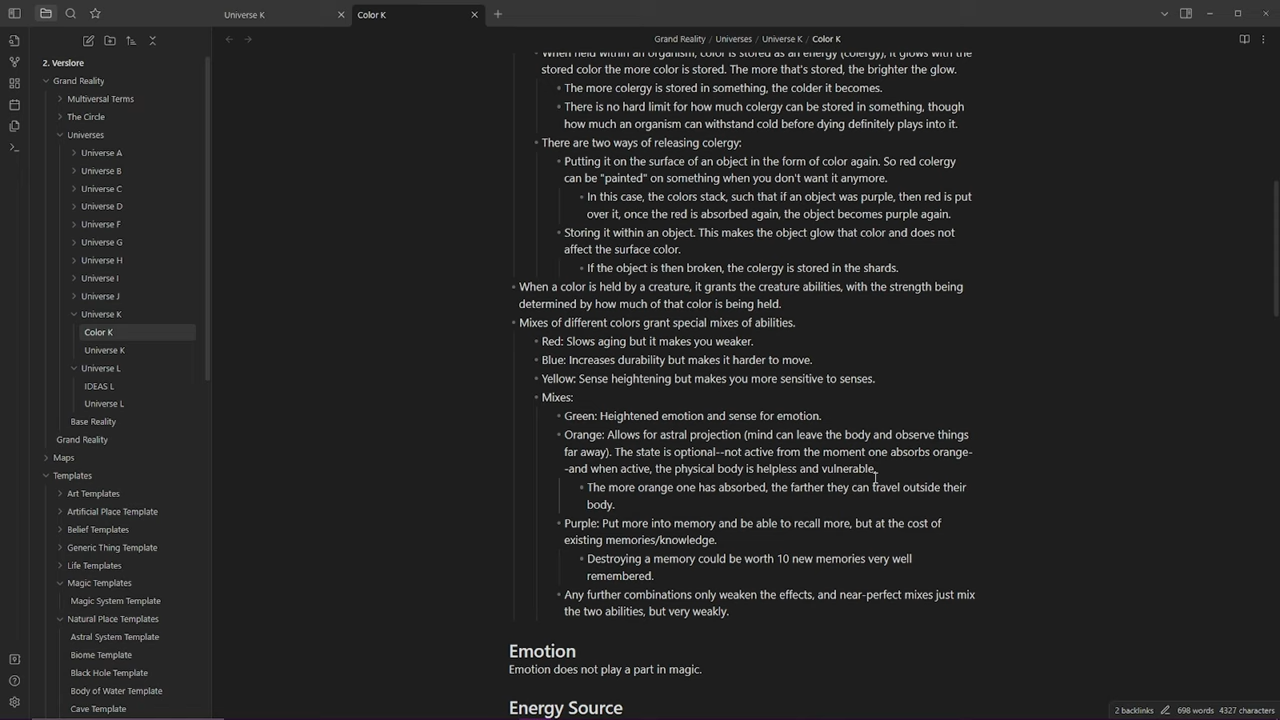 Universe K
Color K
Grand Reality / Universes / Universe K / Color K
2. Verslore
Grand Reality
Multiversal Terms
The Circle
Universes
Universe A
Universe B
Universe C
Universe D
Universe F
Universe G
Universe H
Universe I
Universe J
Universe K
Color K
Universe K
Universe L
IDEAS L
Universe L
Base Reality
Grand Reality
Maps
Templates
Art Templates
Artificial Place Template
Belief Templates
Generic Thing Template
Life Templates
Magic Templates
Magic System Template
Natural Place Templates
Astral System Template
Biome Template
Black Hole Template
Body of Water Template
Cave Template
When held within an organism, color is stored as an energy (colergy), it glows with the
stored color the more color is stored. The more that's stored, the brighter the glow.
The more colergy is stored in something, the colder it becomes.
There is no hard limit for how much colergy can be stored in something, though
how much an organism can withstand cold before dying definitely plays into it.
There are two ways of releasing colergy:
Putting it on the surface of an object in the form of color again. So red colergy
can be "painted" on something when you don't want it anymore.
In this case, the colors stack, such that if an object was purple, then red is put
over it, once the red is absorbed again, the object becomes purple again.
Storing it within an object. This makes the object glow that color and does not
affect the surface color.
If the object is then broken, the colergy is stored in the shards.
When a color is held by a creature, it grants the creature abilities, with the strength being
determined by how much of that color is being held.
Mixes of different colors grant special mixes of abilities.
Red: Slows aging but it makes you weaker.
Blue: Increases durability but makes it harder to move.
Yellow: Sense heightening but makes you more sensitive to senses.
Mixes:
Green: Heightened emotion and sense for emotion.
Orange: Allows for astral projection (mind can leave the body and observe things
far away). The state is optional--not active from the moment one absorbs orange-
-and when active, the physical body is helpless and vulnerable.
The more orange one has absorbed, the farther they can travel outside their
body.
Purple: Put more into memory and be able to recall more, but at the cost of
existing memories/knowledge.
Destroying a memory could be worth 10 new memories very well
remembered.
Any further combinations only weaken the effects, and near-perfect mixes just mix
the two abilities, but very weakly.
Emotion
Emotion does not play a part in magic.
Energy Source
2 backlinks 698 words 4327 characters